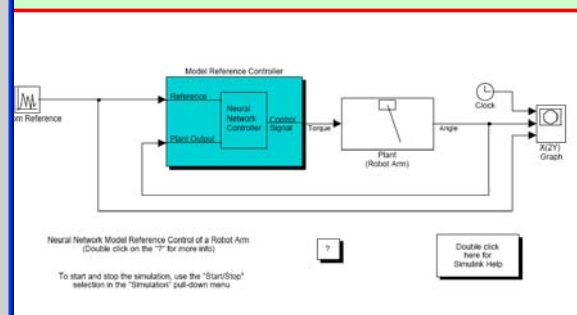 Model Reference Controller
Reference
Neural
Network
Controller
Control
Signal
Plant Output
om Reference
Torque
Plant
(Robot Arm)
Angle
Clock
X(2Y)
Graph
Neural Network Model Reference Control of a Robot Arm
(Double click on the "?" for more info)
?
Double click
here for
Simulink Help
To start and stop the simulation, use the "Start/Stop"
selection in the "Simulation" pull-down menu